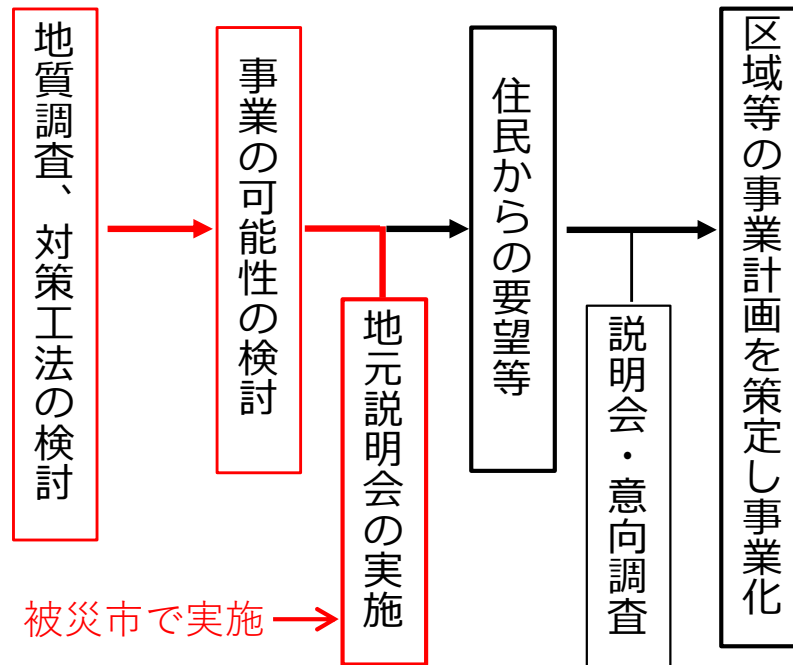 地質調査、対策工法の検討
事業の可能性の検討
地元説明会の実施
住民からの要望等
説明会・意向調査
区域等の事業計画を策定し事業化
被災市で実施